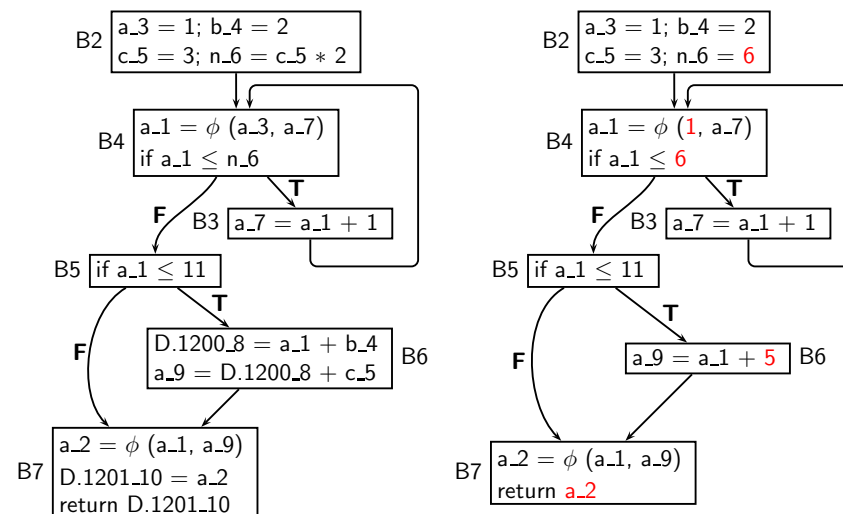 B2
a_3 = 1; b_4 = 2
c_5 = 3; n_6 = c_5 * 2
B4
a_1 = ϕ (a_3, a_7)
if a_1 ≤ n_6
F
T
B3
a_7 = a_1 + 1
B5
if a_1 ≤ 11
F
T
D.1200_8 = a_1 + b_4
a_9 = D.1200_8 + c_5
B6
B7
a_2 = ϕ (a_1, a_9)
D.1201_10 = a_2
return D.1201_10
B2
a_3 = 1; b_4 = 2
c_5 = 3; n_6 = 6
B4
a_1 = ϕ (1, a_7)
if a_1 ≤ 6
F
T
B3
a_7 = a_1 + 1
B5
if a_1 ≤ 11
F
T
a_9 = a_1 + 5
B6
B7
a_2 = ϕ (a_1, a_9)
return a_2